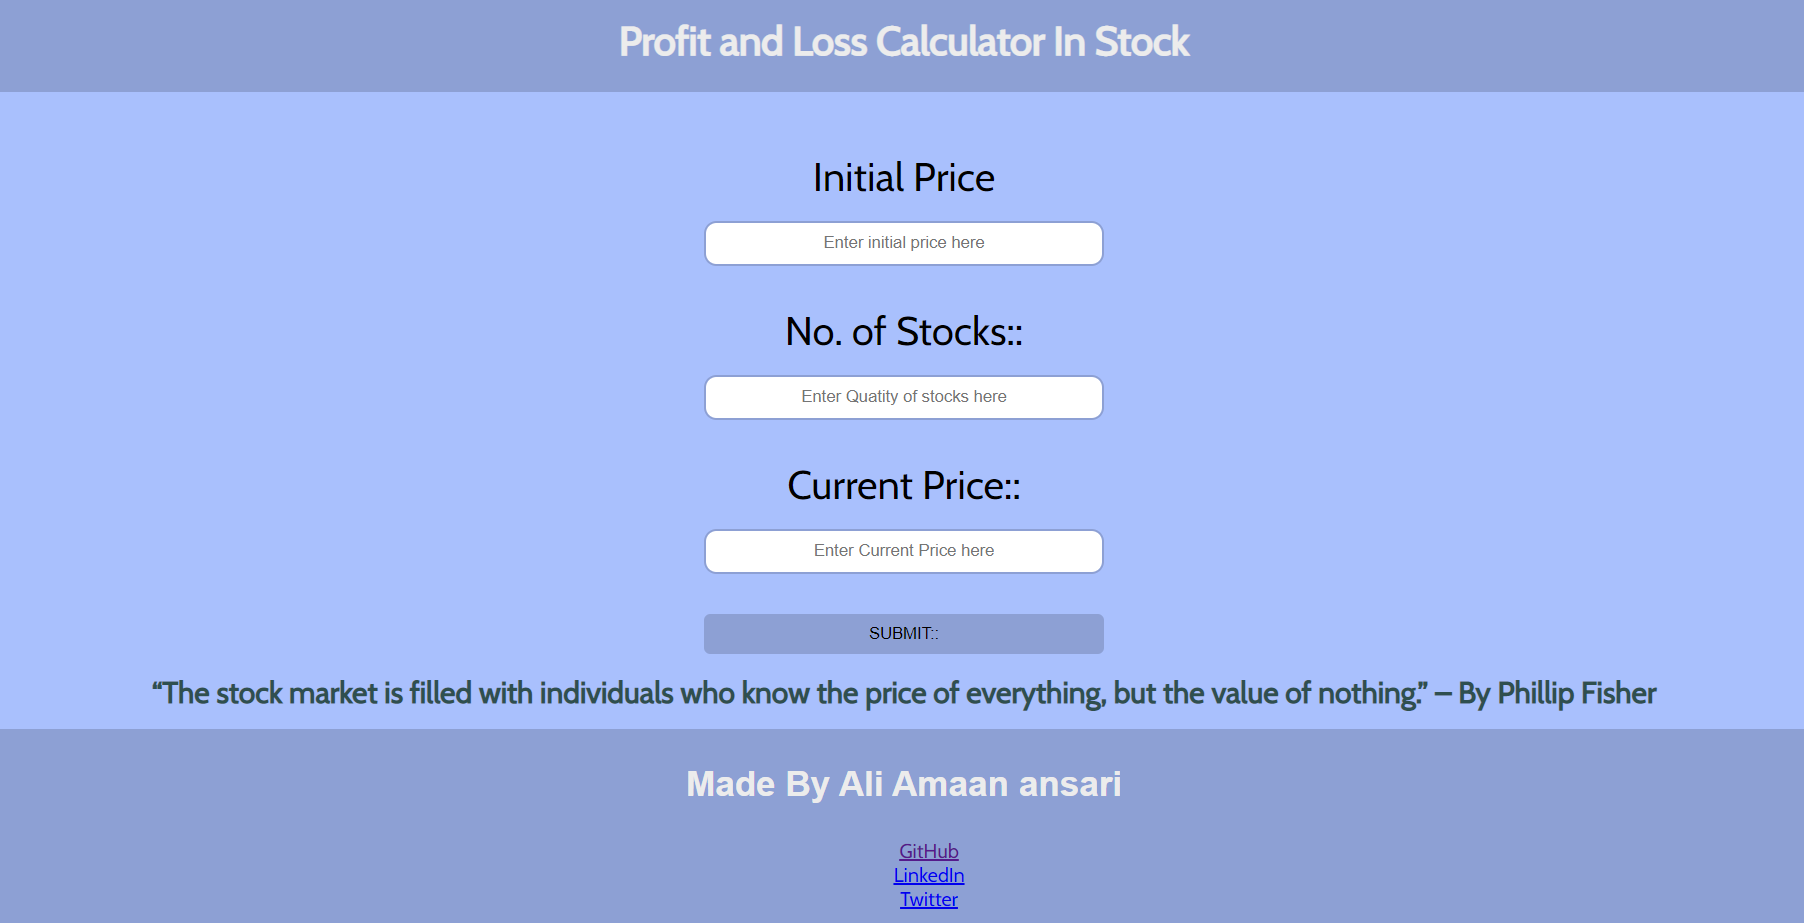 Profit and Loss Calculator In Stock
Initial Price
Enter initial price here
No. of Stocks::
Enter Quatity of stocks here
Current Price::
Enter Current Price here
SUBMIT::
“The stock market is filled with individuals who know the price of everything, but the value of nothing.” – By Phillip Fisher
Made By Ali Amaan ansari
GitHub
LinkedIn
Twitter